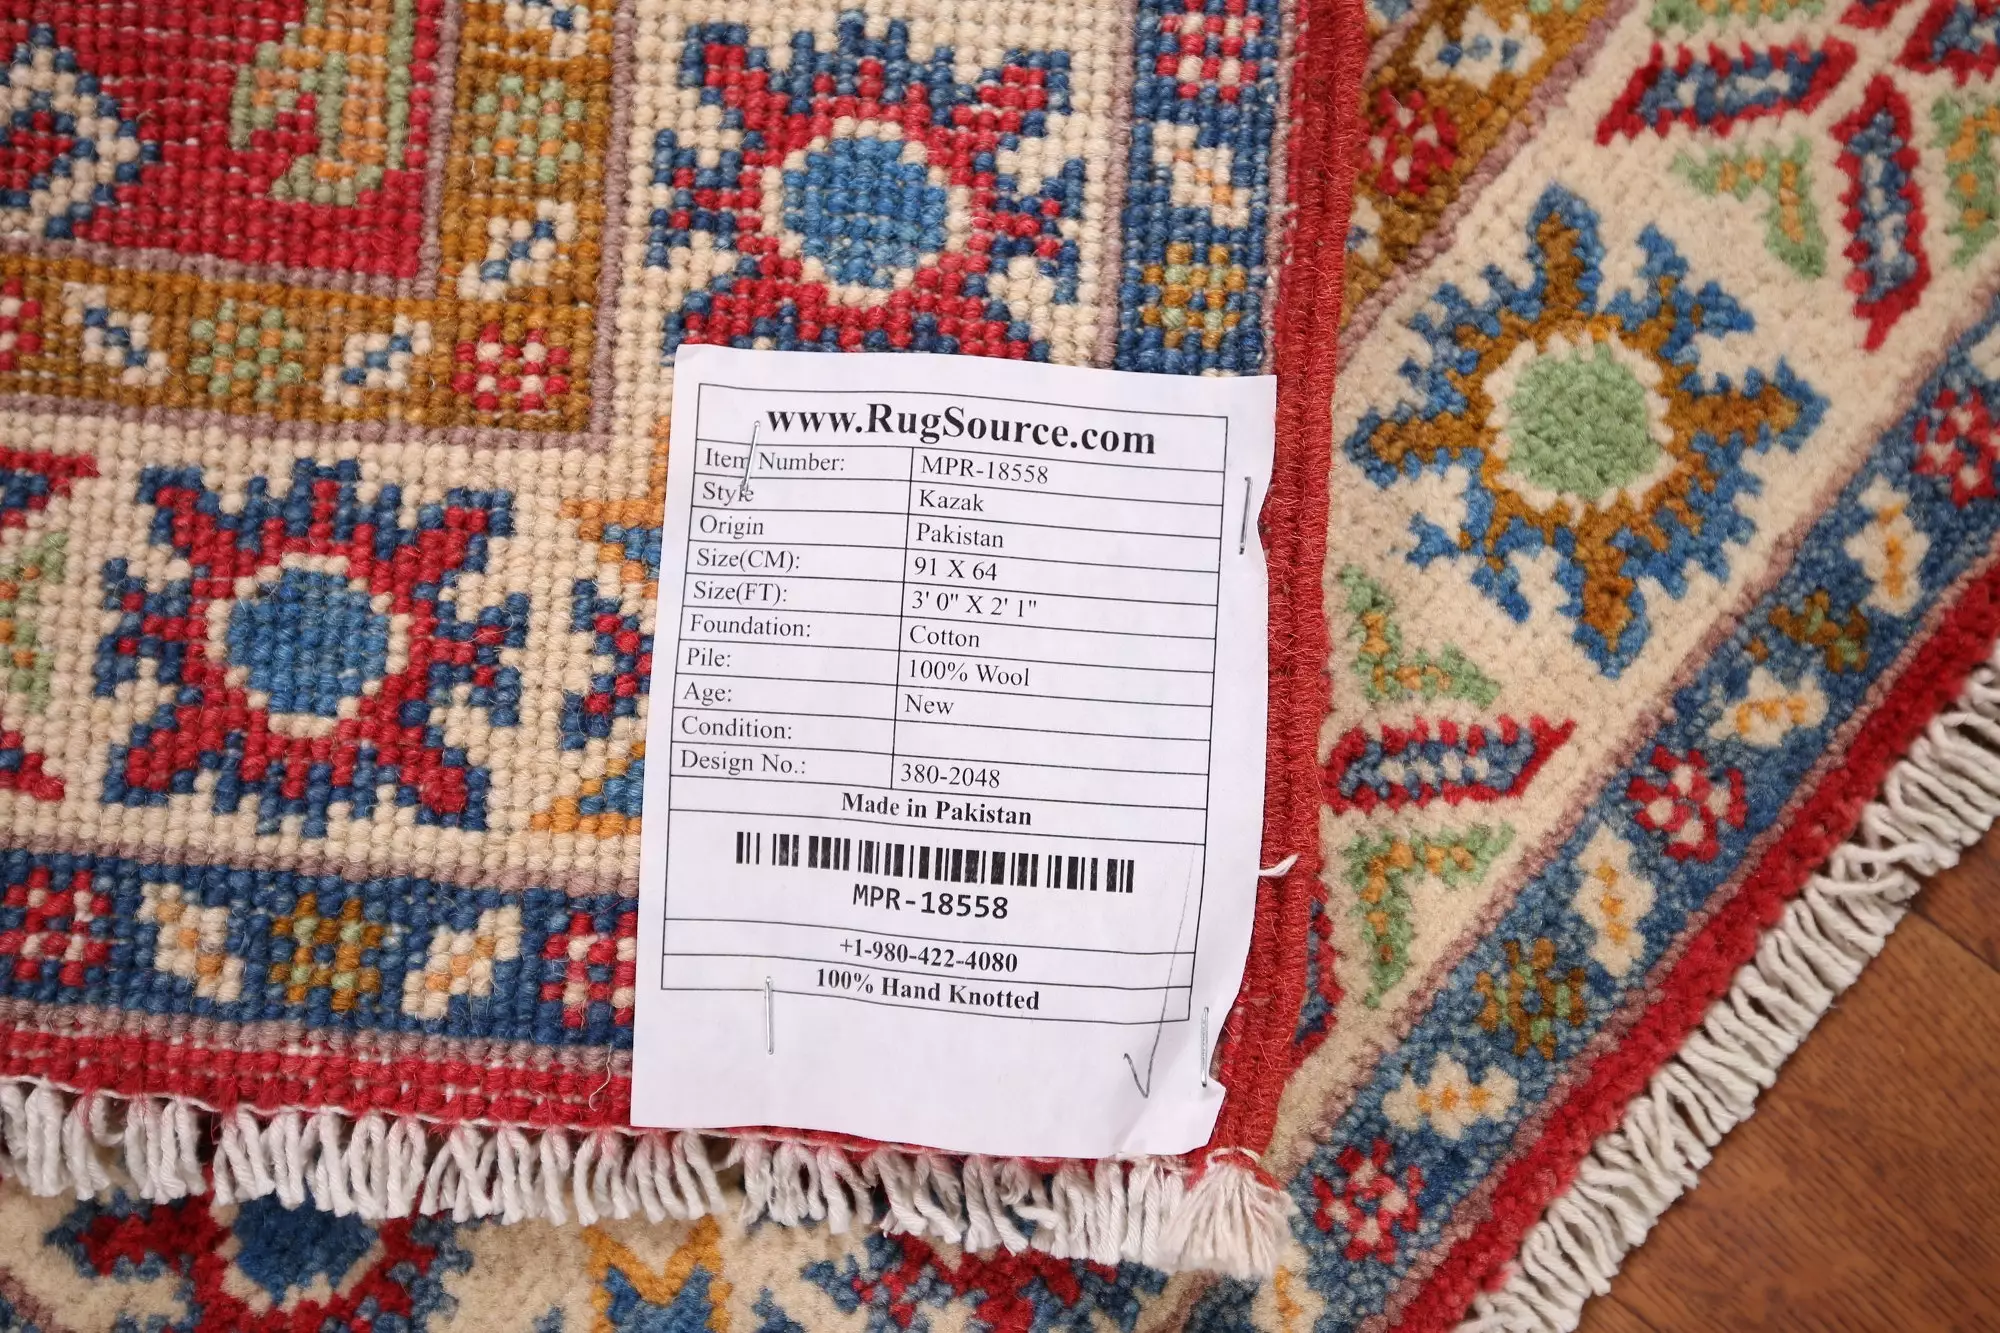 www.RugSource.com
Item Number: MPR-18558
Style Kazak
Origin Pakistan
Size(CM): 91 X 64
Size(FT): 3' 0" X 2' 1"
Foundation: Cotton
Pile: 100% Wool
Age: New
Condition:
Design No.: 380-2048
Made in Pakistan
MPR-18558
+1-980-422-4080
100% Hand Knotted